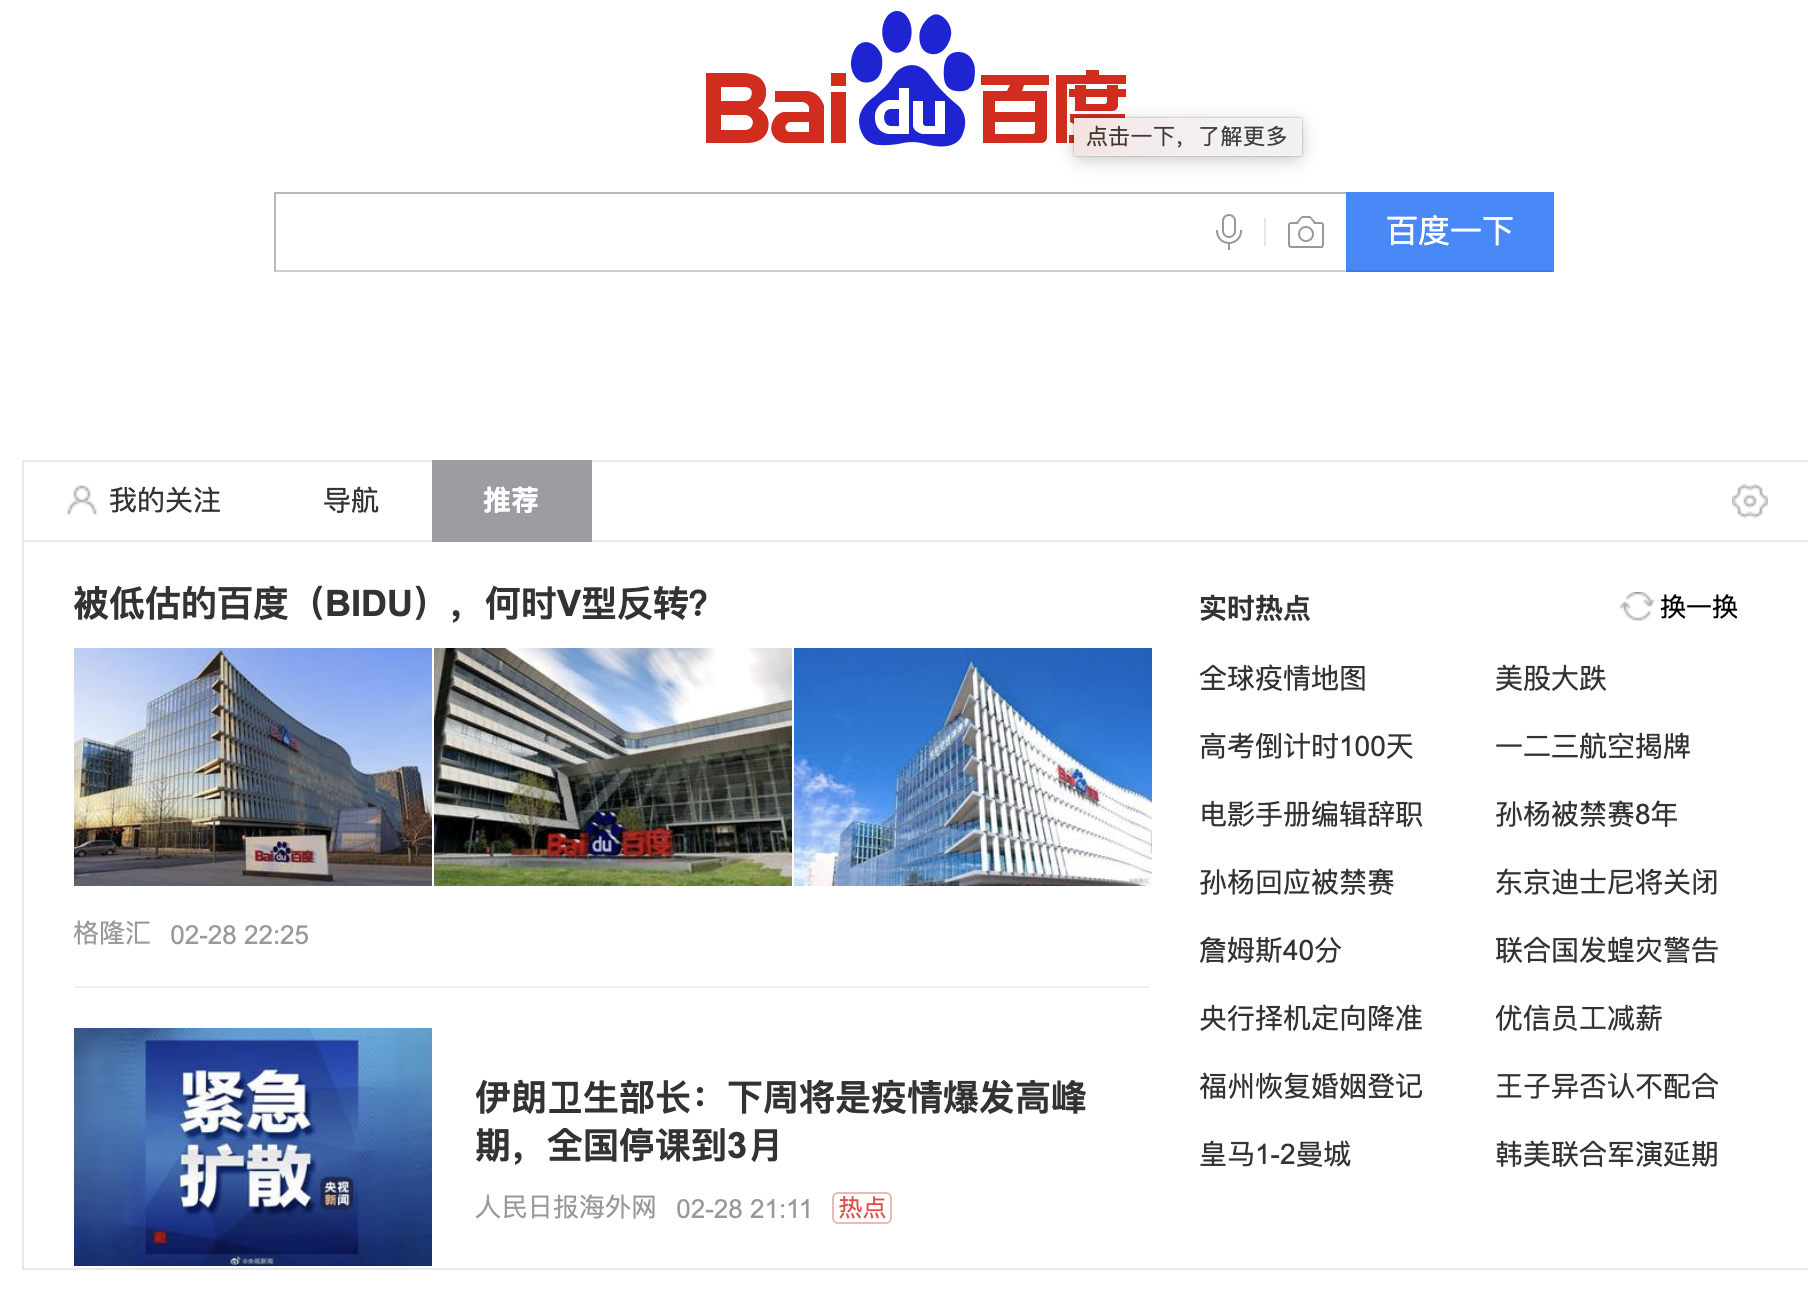 Bai du 百度
点击一下，了解更多
百度一下
我的关注 导航 推荐
被低估的百度（BIDU），何时V型反转?
Bai du 百度
Bai du 百度
Bai du 百度
格隆汇 02-28 22:25
紧急
扩散
央视
新闻
@央视新闻
伊朗卫生部长：下周将是疫情爆发高峰
期，全国停课到3月
人民日报海外网 02-28 21:11 热点
实时热点 换一换
全球疫情地图 美股大跌
高考倒计时100天 一二三航空揭牌
电影手册编辑辞职 孙杨被禁赛8年
孙杨回应被禁赛 东京迪士尼将关闭
詹姆斯40分 联合国发蝗灾警告
央行择机定向降准 优信员工减薪
福州恢复婚姻登记 王子异否认不配合
皇马1-2曼城 韩美联合军演延期